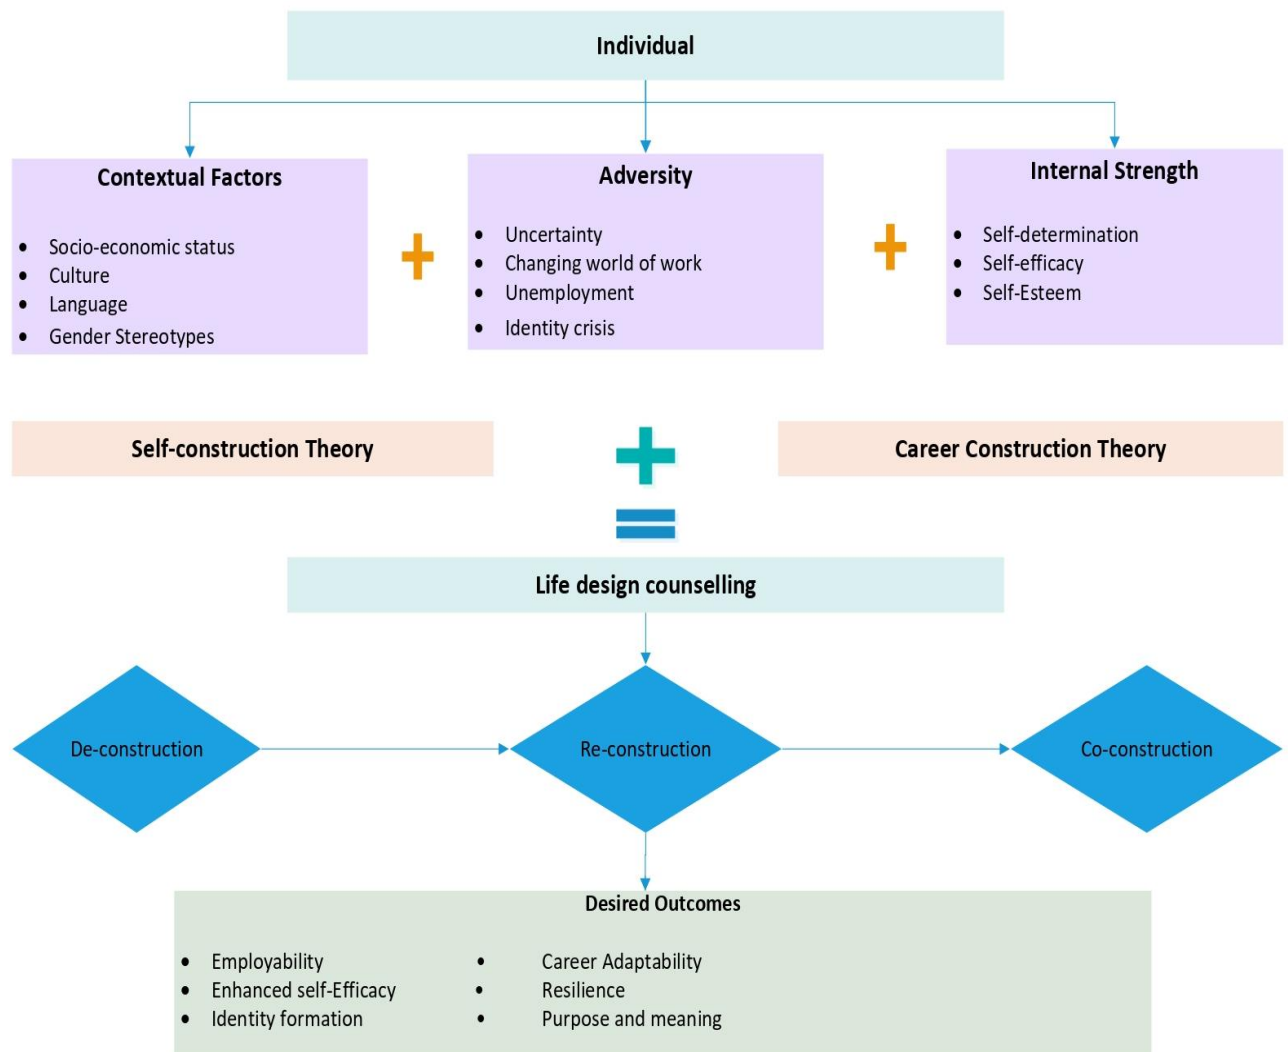 Individual
Contextual Factors
• Socio-economic status
• Culture
• Language
• Gender Stereotypes
Adversity
• Uncertainty
• Changing world of work
• Unemployment
• Identity crisis
Internal Strength
• Self-determination
• Self-efficacy
• Self-Esteem
Self-construction Theory
Career Construction Theory
Life design counselling
De-construction
Re-construction
Co-construction
Desired Outcomes
• Employability
• Enhanced self-Efficacy
• Identity formation
• Career Adaptability
• Resilience
• Purpose and meaning